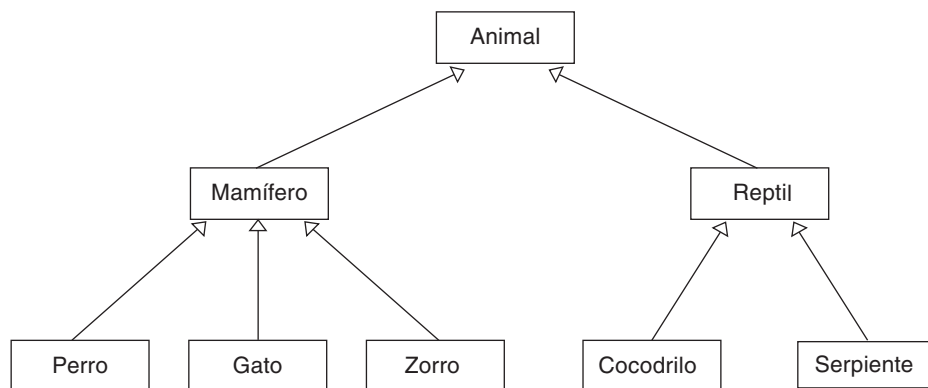 Animal
Mamífero
Reptil
Perro
Gato
Zorro
Cocodrilo
Serpiente